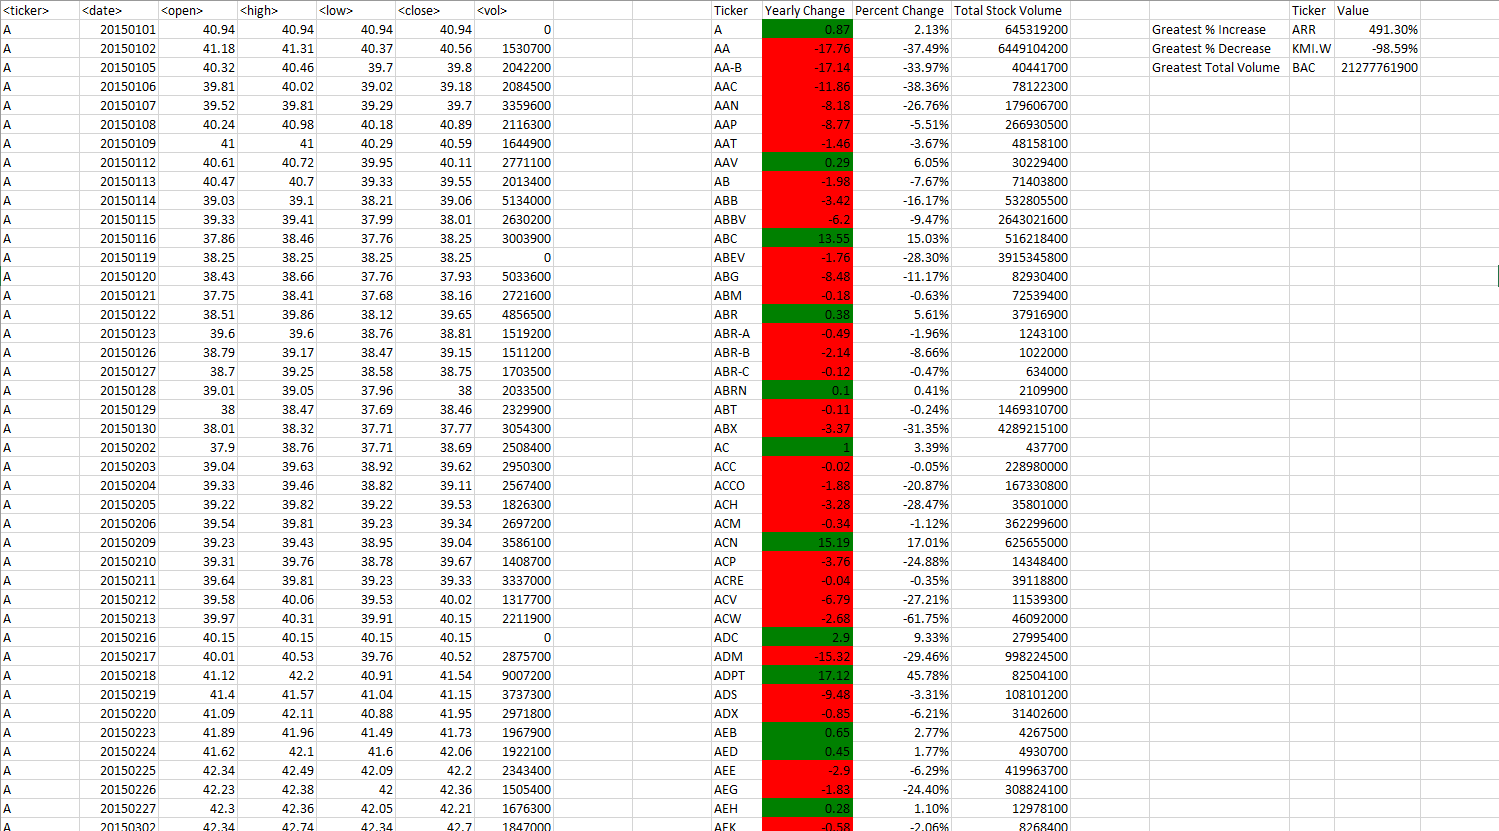 <ticker> <date> <open> <high> <low> <close> <vol> Ticker Yearly Change Percent Change Total Stock Volume Ticker Value
A 20150101 40.94 40.94 40.94 40.94 0 A 0.87 2.13% 645319200 Greatest % Increase ARR 491.30%
A 20150102 41.18 41.31 40.37 40.56 1530700 AA -17.76 -37.49% 6449104200 Greatest % Decrease KMI.W -98.59%
A 20150105 40.32 40.46 39.7 39.8 2042200 AA-B -17.14 -33.97% 40441700 Greatest Total Volume BAC 21277761900
A 20150106 39.81 40.02 39.02 39.18 2084500 AAC -11.86 -38.36% 78122300
A 20150107 39.52 39.81 39.29 39.7 3359600 AAN -8.18 -26.76% 179606700
A 20150108 40.24 40.98 40.18 40.89 2116300 AAP -8.77 -5.51% 266930500
A 20150109 41 41 40.29 40.59 1644900 AAT -1.46 -3.67% 48158100
A 20150112 40.61 40.72 39.95 40.11 2771100 AAV 0.29 6.05% 30229400
A 20150113 40.47 40.7 39.33 39.55 2013400 AB -1.98 -7.67% 71403800
A 20150114 39.03 39.1 38.21 39.06 5134000 ABB -3.42 -16.17% 532805500
A 20150115 39.33 39.41 37.99 38.01 2630200 ABBV -6.2 -9.47% 2643021600
A 20150116 37.86 38.46 37.76 38.25 3003900 ABC 13.55 15.03% 516218400
A 20150119 38.25 38.25 38.25 38.25 0 ABEV -1.76 -28.30% 3915345800
A 20150120 38.43 38.66 37.76 37.93 5033600 ABG -8.48 -11.17% 82930400
A 20150121 37.75 38.41 37.68 38.16 2721600 ABM -0.18 -0.63% 72539400
A 20150122 38.51 39.86 38.12 39.65 4856500 ABR 0.38 5.61% 37916900
A 20150123 39.6 39.6 38.76 38.81 1519200 ABR-A -0.49 -1.96% 1243100
A 20150126 38.79 39.17 38.47 39.15 1511200 ABR-B -2.14 -8.66% 1022000
A 20150127 38.7 39.25 38.58 38.75 1703500 ABR-C -0.12 -0.47% 634000
A 20150128 39.01 39.05 37.96 38 2033500 ABRN 0.1 0.41% 2109900
A 20150129 38 38.47 37.69 38.46 2329900 ABT -0.11 -0.24% 1469310700
A 20150130 38.01 38.32 37.71 37.77 3054300 ABX -3.37 -31.35% 4289215100
A 20150202 37.9 38.76 37.71 38.69 2508400 AC 1 3.39% 437700
A 20150203 39.04 39.63 38.92 39.62 2950300 ACC -0.02 -0.05% 228980000
A 20150204 39.33 39.46 38.82 39.11 2567400 ACCO -1.88 -20.87% 167330800
A 20150205 39.22 39.82 39.22 39.53 1826300 ACH -3.28 -28.47% 35801000
A 20150206 39.54 39.81 39.23 39.34 2697200 ACM -0.34 -1.12% 362299600
A 20150209 39.23 39.43 38.95 39.04 3586100 ACN 15.19 17.01% 625655000
A 20150210 39.31 39.76 38.78 39.67 1408700 ACP -3.76 -24.88% 14348400
A 20150211 39.64 39.81 39.23 39.33 3337000 ACRE -0.04 -0.35% 39118800
A 20150212 39.58 40.06 39.53 40.02 1317700 ACV -6.79 -27.21% 11539300
A 20150213 39.97 40.31 39.91 40.15 2211900 ACW -2.68 -61.75% 46092000
A 20150216 40.15 40.15 40.15 40.15 0 ADC 2.9 9.33% 27995400
A 20150217 40.01 40.53 39.76 40.52 2875700 ADM -15.32 -29.46% 998224500
A 20150218 41.12 42.2 40.91 41.54 9007200 ADPT 17.12 45.78% 82504100
A 20150219 41.4 41.57 41.04 41.15 3737300 ADS -9.48 -3.31% 108101200
A 20150220 41.09 42.11 40.88 41.95 2971800 ADX -0.85 -6.21% 31402600
A 20150223 41.89 41.96 41.49 41.73 1967900 AEB 0.65 2.77% 4267500
A 20150224 41.62 42.1 41.6 42.06 1922100 AED 0.45 1.77% 4930700
A 20150225 42.34 42.49 42.09 42.2 2343400 AEE -2.9 -6.29% 419963700
A 20150226 42.23 42.38 42 42.36 1505400 AEG -1.83 -24.40% 308824100
A 20150227 42.3 42.36 42.05 42.21 1676300 AEH 0.28 1.10% 12978100
A 20150302 42.34 42.74 42.34 42.7 1847000 AEK -0.58 -2.06% 8268400